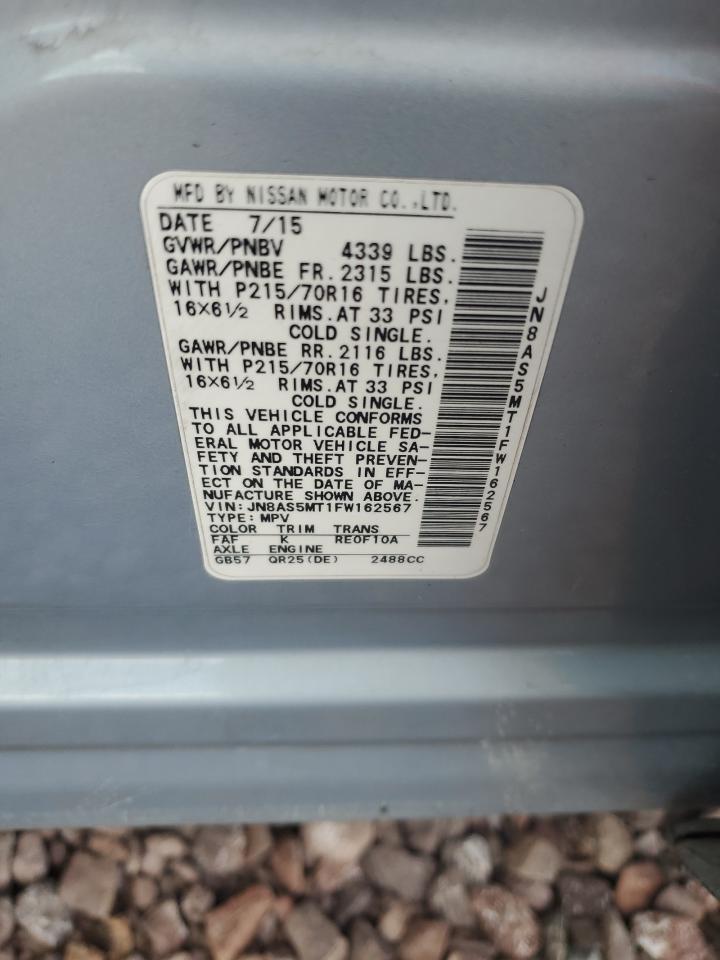 MFD BY NISSAN MOTOR CO.,LTD.
DATE 7/15
GVWR/PNBV 4339 LBS.
GAWR/PNBE FR. 2315 LBS.
WITH P215/70R16 TIRES,
16X6½ RIMS.AT 33 PSI
COLD SINGLE.
GAWR/PNBE RR. 2116 LBS.
WITH P215/70R16 TIRES,
16X6½ RIMS.AT 33 PSI
COLD SINGLE.
THIS VEHICLE CONFORMS
TO ALL APPLICABLE FED-
ERAL MOTOR VEHICLE SA-
FETY AND THEFT PREVEN-
TION STANDARDS IN EFF-
ECT ON THE DATE OF MA-
NUFACTURE SHOWN ABOVE.
VIN: JN8AS5MT1FW162567
TYPE: MPV
COLOR TRIM TRANS
FAF K RE0F10A
AXLE ENGINE
GB57 QR25(DE) 2488CC
JN8AS5MT1FW162567